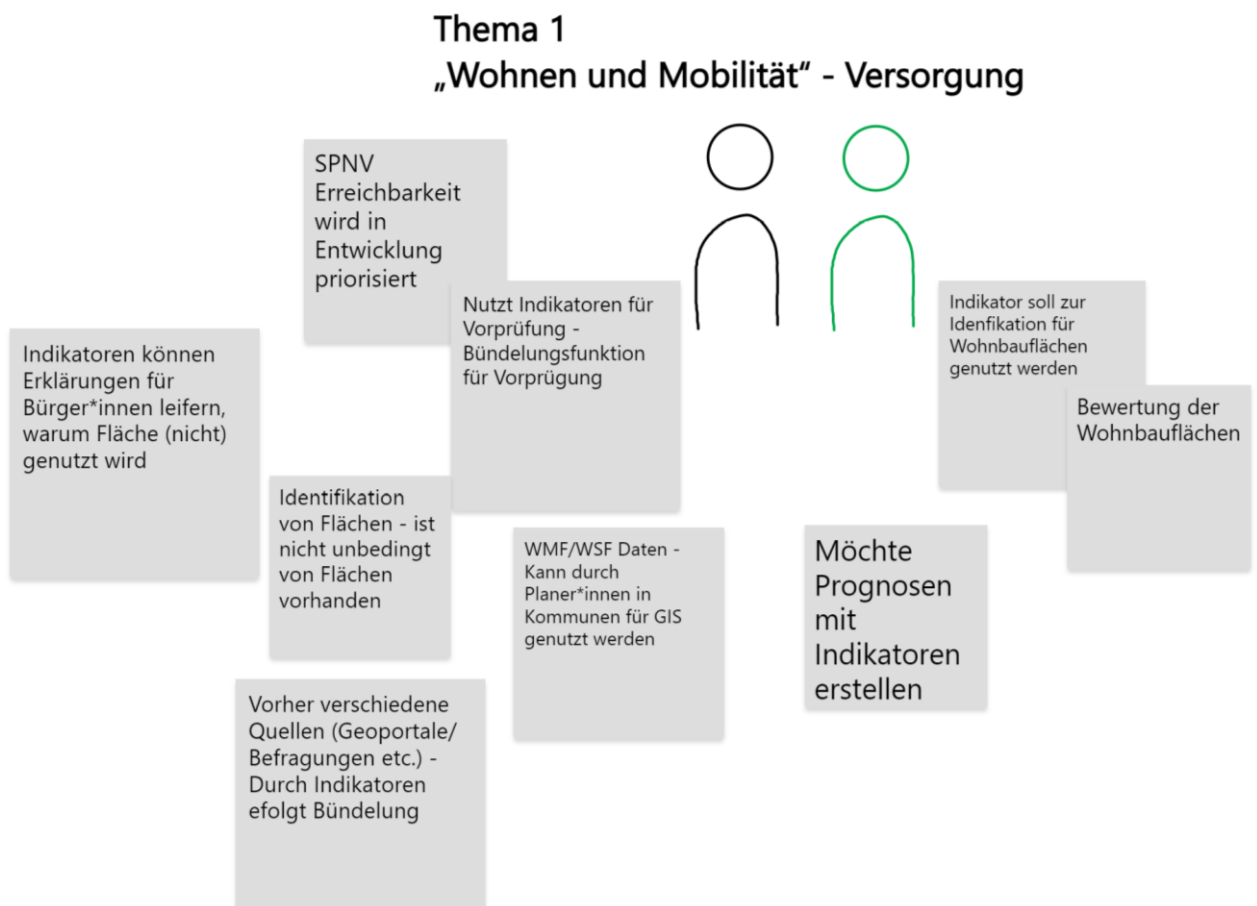 Thema 1
„Wohnen und Mobilität“ - Versorgung
SPNV
Erreichbarkeit
wird in
Entwicklung
priorisiert
Nutzt Indikatoren für
Vorprüfung -
Bündelungsfunktion
für Vorprügung
Indikator soll zur
Idenfikation für
Wohnbauflächen
genutzt werden
Indikatoren können
Erklärungen für
Bürger*innen leifern,
warum Fläche (nicht)
genutzt wird
Bewertung der
Wohnbauflächen
Identifikation
von Flächen - ist
nicht unbedingt
von Flächen
vorhanden
WMF/WSF Daten -
Kann durch
Planer*innen in
Kommunen für GIS
genutzt werden
Möchte
Prognosen
mit
Indikatoren
erstellen
Vorher verschiedene
Quellen (Geoportale/
Befragungen etc.) -
Durch Indikatoren
efolgt Bündelung